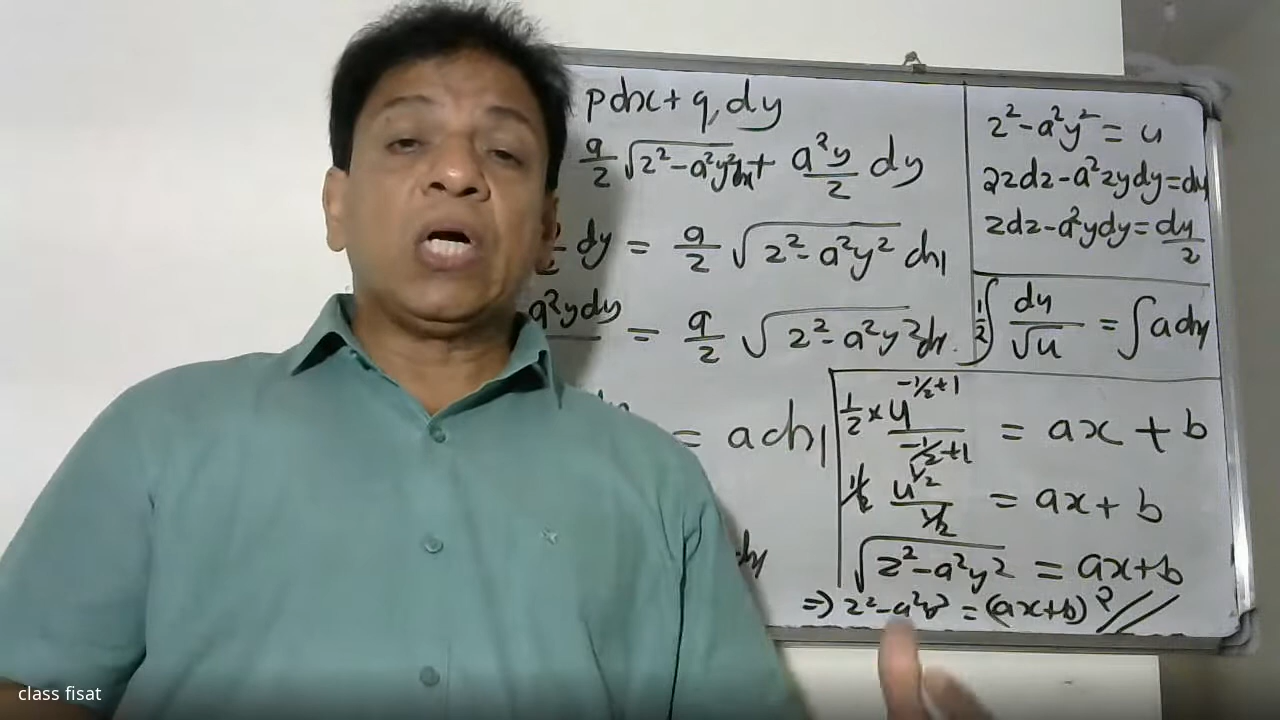 pdx + q dy
a/2 √z² - a²y² dx + a²y/2 dy
dy = a/2 √z² - a²y² dx
a²ydy = a/2 √z² - a²y² dx
= a dx
z² - a²y² = u
2zdz - a²2ydy = du
zdz - a²ydy = du/2
1/2 ∫ du/√u = ∫ a dx
1/2 × u^(-1/2+1)/(-1/2+1) = ax + b
1/2 u^(1/2)/(1/2) = ax + b
√z² - a²y² = ax + b
⇒ z² - a²y² = (ax+b)²
class fisat